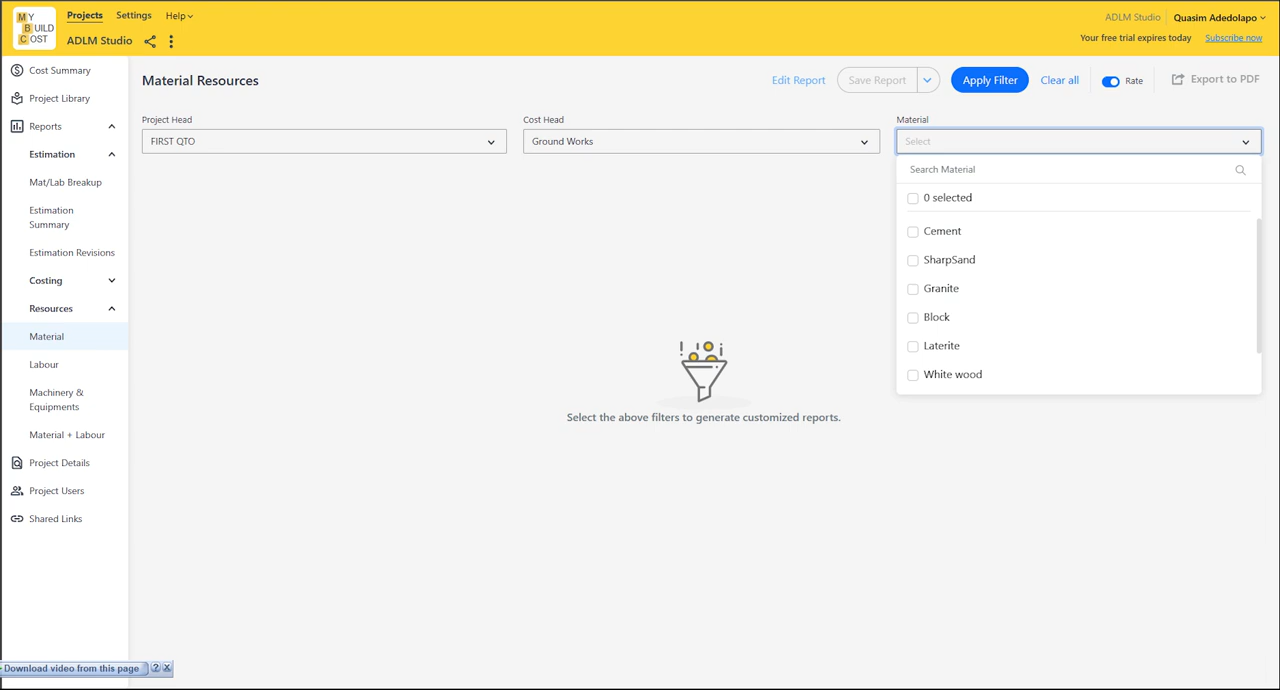 MY
BUILD
COST
Projects Settings Help
ADLM Studio
ADLM Studio Quasim Adedolapo
Your free trial expires today Subscribe now
Cost Summary
Project Library
Reports
Estimation
Mat/Lab Breakup
Estimation
Summary
Estimation Revisions
Costing
Resources
Material
Labour
Machinery &
Equipments
Material + Labour
Project Details
Project Users
Shared Links
Material Resources
Edit Report Save Report Apply Filter Clear all Rate Export to PDF
Project Head Cost Head Material
FIRST QTO Ground Works Select
Search Material
0 selected
Cement
SharpSand
Granite
Block
Laterite
White wood
Select the above filters to generate customized reports.
Download video from this page ? X